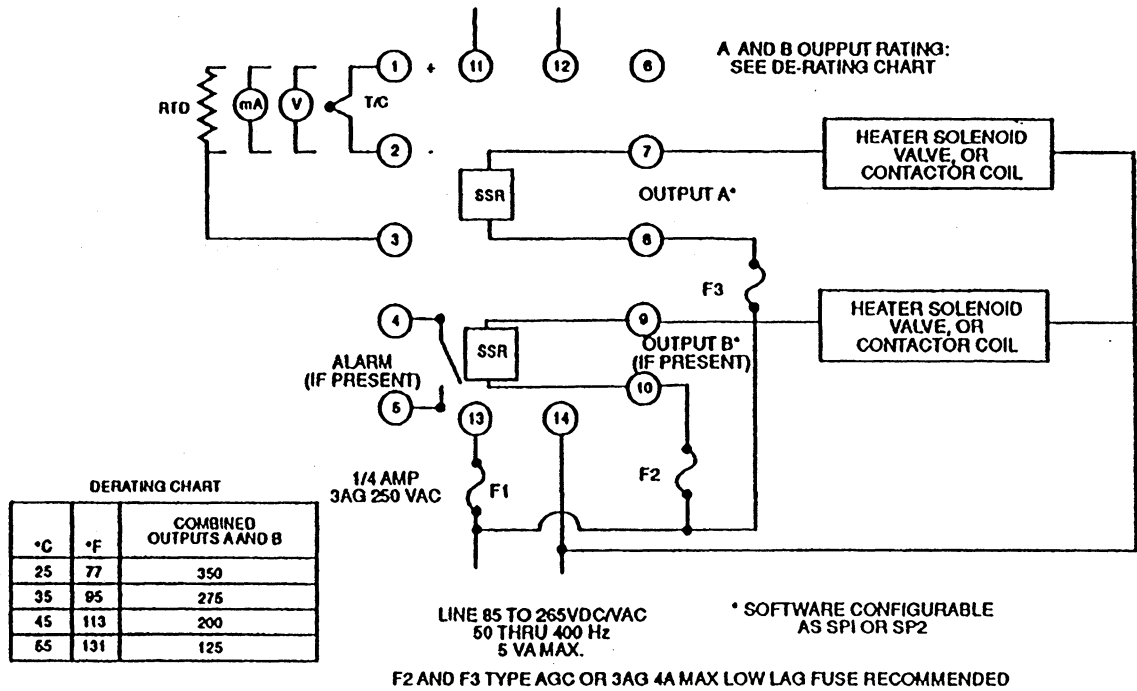 11
12
6
A AND B OUPPUT RATING:
SEE DE-RATING CHART
1
+
RTD
mA
V
T/C
2
-
SSR
7
OUTPUT A*
HEATER SOLENOID
VALVE, OR
CONTACTOR COIL
3
8
F3
4
SSR
9
OUTPUT B*
(IF PRESENT)
HEATER SOLENOID
VALVE, OR
CONTACTOR COIL
ALARM
(IF PRESENT)
10
5
13
14
1/4 AMP
3AG 250 VAC
F1
F2
DERATING CHART
°C °F COMBINED
OUTPUTS A AND B
25 77 350
35 95 275
45 113 200
55 131 125
LINE 85 TO 265VDC/VAC
50 THRU 400 Hz
5 VA MAX.
* SOFTWARE CONFIGURABLE
AS SP1 OR SP2
F2 AND F3 TYPE AGC OR 3AG 4A MAX LOW LAG FUSE RECOMMENDED